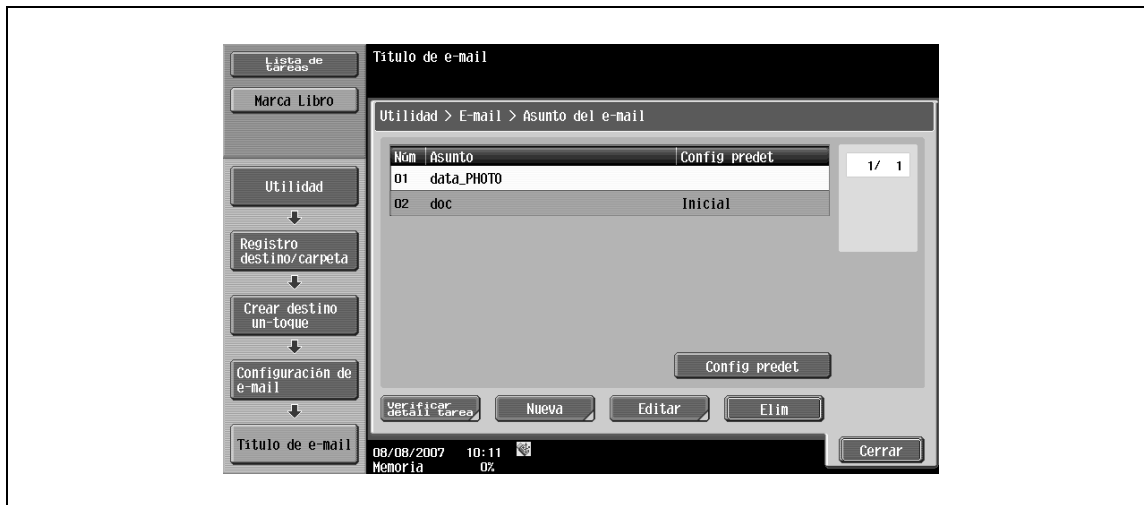 Lista de
tareas
Marca Libro
Utilidad
Registro
destino/carpeta
Crear destino
un-toque
Configuración de
e-mail
Título de e-mail
Título de e-mail
Utilidad > E-mail > Asunto del e-mail
Núm Asunto Config predet
01 data_PHOTO
02 doc Inicial
1/ 1
Config predet
Verificar
detall tarea
Nueva
Editar
Elim
08/08/2007 10:11
Memoria 0%
Cerrar